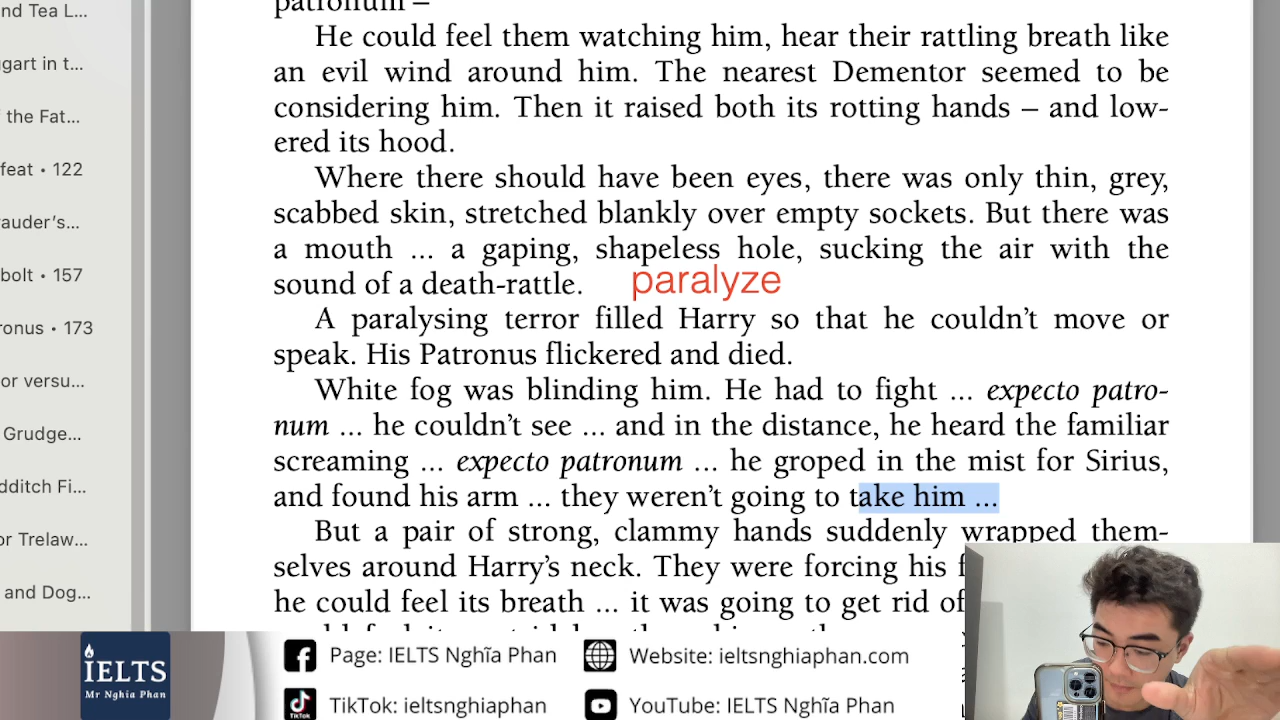 nd Tea L...
gart in t...
f the Fat...
feat • 122
auder's...
bolt • 157
ronus • 173
or versu...
Grudge...
dditch Fi...
or Trelaw...
and Dog...
patronum –
He could feel them watching him, hear their rattling breath like
an evil wind around him. The nearest Dementor seemed to be
considering him. Then it raised both its rotting hands – and low-
ered its hood.
Where there should have been eyes, there was only thin, grey,
scabbed skin, stretched blankly over empty sockets. But there was
a mouth ... a gaping, shapeless hole, sucking the air with the
sound of a death-rattle.
paralyze
A paralysing terror filled Harry so that he couldn't move or
speak. His Patronus flickered and died.
White fog was blinding him. He had to fight ... expecto patro-
num ... he couldn't see ... and in the distance, he heard the familiar
screaming ... expecto patronum ... he groped in the mist for Sirius,
and found his arm ... they weren't going to take him ...
But a pair of strong, clammy hands suddenly wrapped them-
selves around Harry's neck. They were forcing his f
he could feel its breath ... it was going to get rid of
IELTS
Mr Nghia Phan
Page: IELTS Nghĩa Phan
Website: ieltsnghiaphan.com
TikTok
TikTok: ieltsnghiaphan
YouTube: IELTS Nghĩa Phan